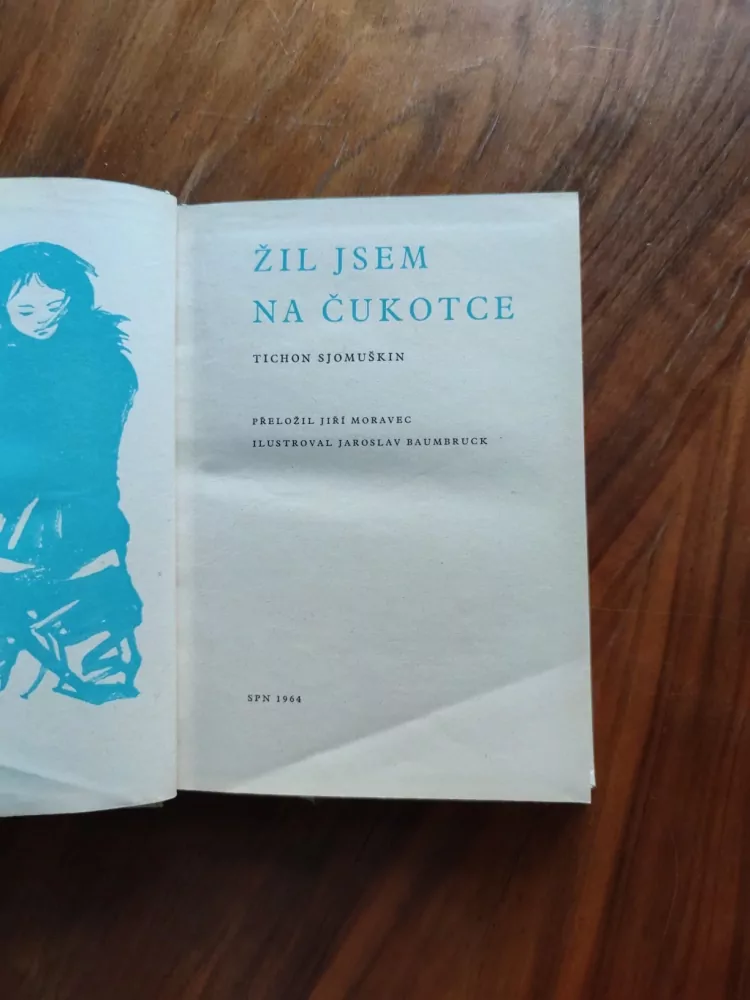 ŽIL JSEM
NA ČUKOTCE
TICHON SJOMUŠKIN
PŘELOŽIL JIŘÍ MORAVEC
ILUSTROVAL JAROSLAV BAUMBRUCK
SPN 1964